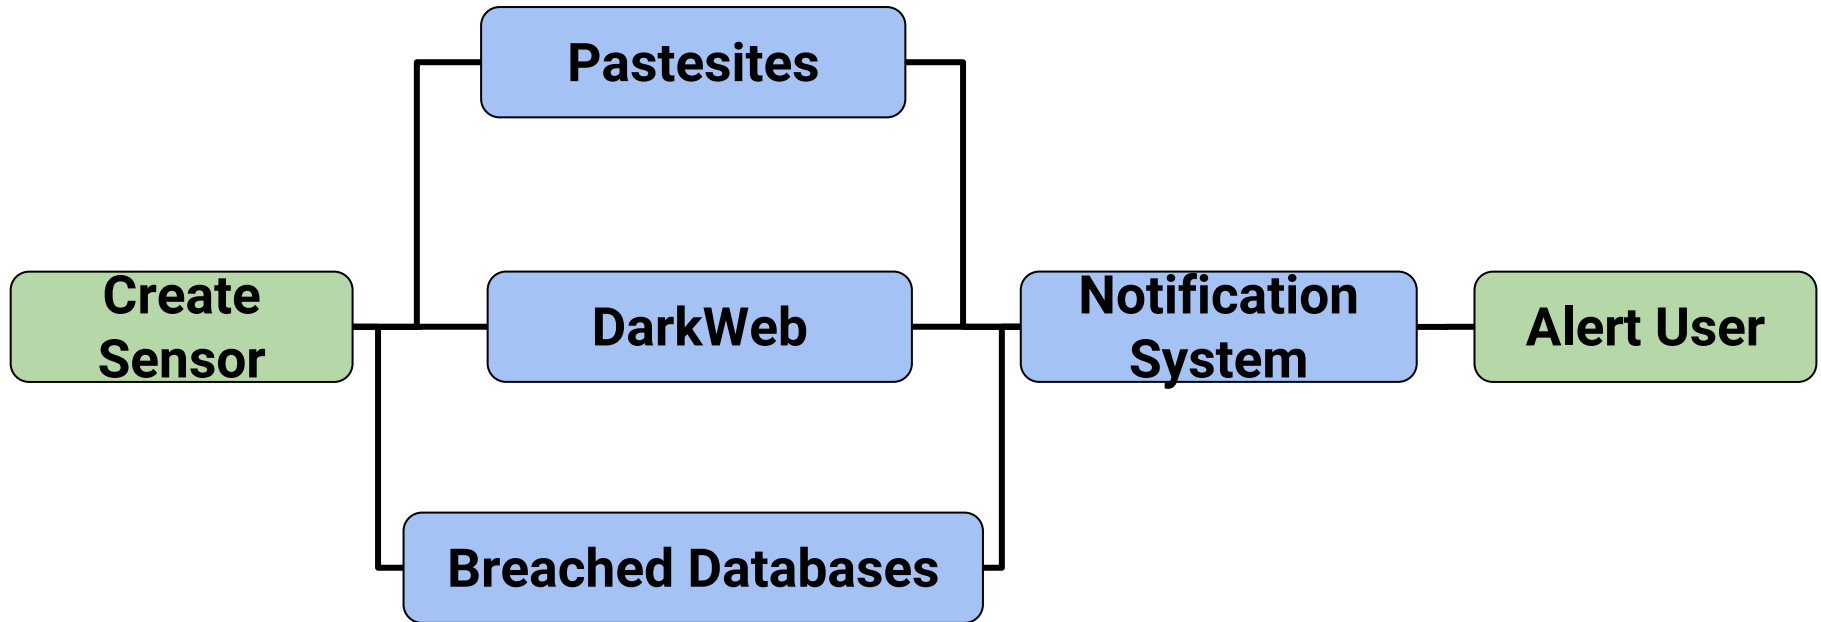 Pastesites
Create
Sensor
DarkWeb
Notification
System
Alert User
Breached Databases